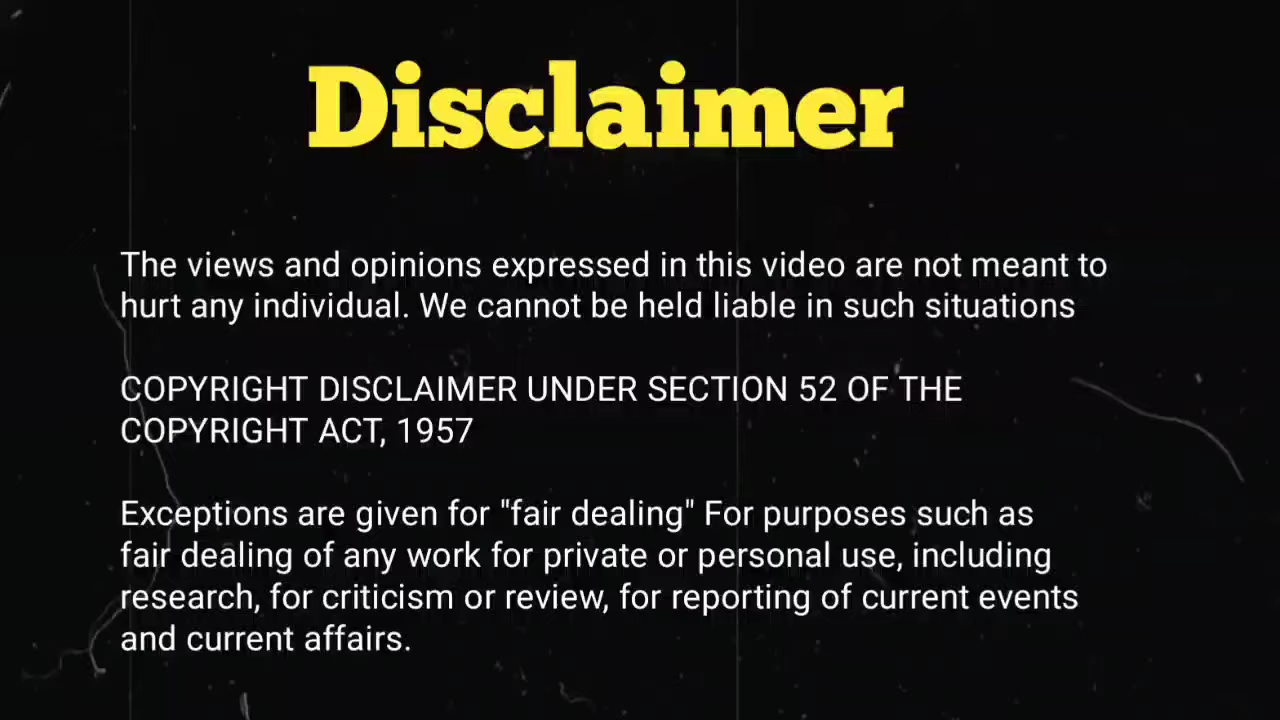 Disclaimer
The views and opinions expressed in this video are not meant to
hurt any individual. We cannot be held liable in such situations
COPYRIGHT DISCLAIMER UNDER SECTION 52 OF THE
COPYRIGHT ACT, 1957
Exceptions are given for "fair dealing" For purposes such as
fair dealing of any work for private or personal use, including
research, for criticism or review, for reporting of current events
and current affairs.